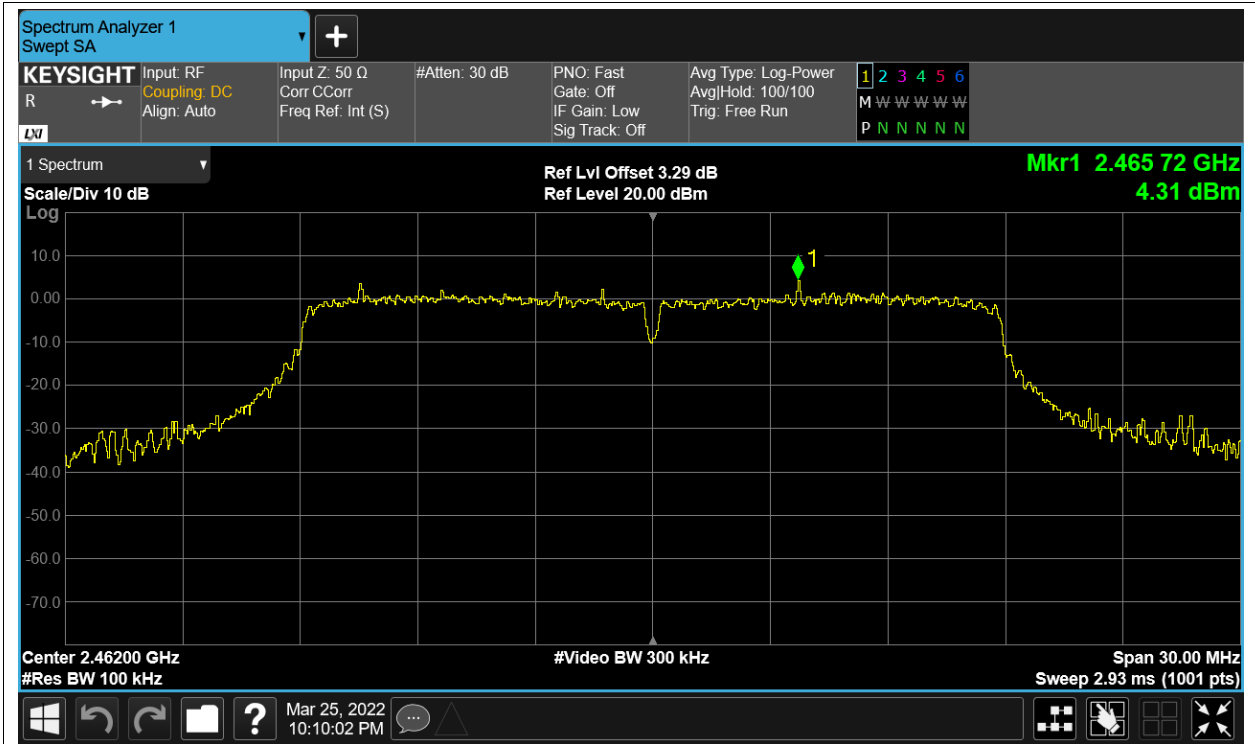 Spectrum Analyzer 1
Swept SA
KEYSIGHT
R
LXI
Input: RF
Coupling: DC
Align: Auto
Input Z: 50 Ω
Corr CCorr
Freq Ref: Int (S)
#Atten: 30 dB
PNO: Fast
Gate: Off
IF Gain: Low
Sig Track: Off
Avg Type: Log-Power
Avg|Hold: 100/100
Trig: Free Run
1 2 3 4 5 6
M W W W W W W
P N N N N N
1 Spectrum
Scale/Div 10 dB
Log
Ref Lvl Offset 3.29 dB
Ref Level 20.00 dBm
Mkr1 2.465 72 GHz
4.31 dBm
1
10.0
0.00
-10.0
-20.0
-30.0
-40.0
-50.0
-60.0
-70.0
Center 2.46200 GHz
#Res BW 100 kHz
#Video BW 300 kHz
Span 30.00 MHz
Sweep 2.93 ms (1001 pts)
?
Mar 25, 2022
10:10:02 PM